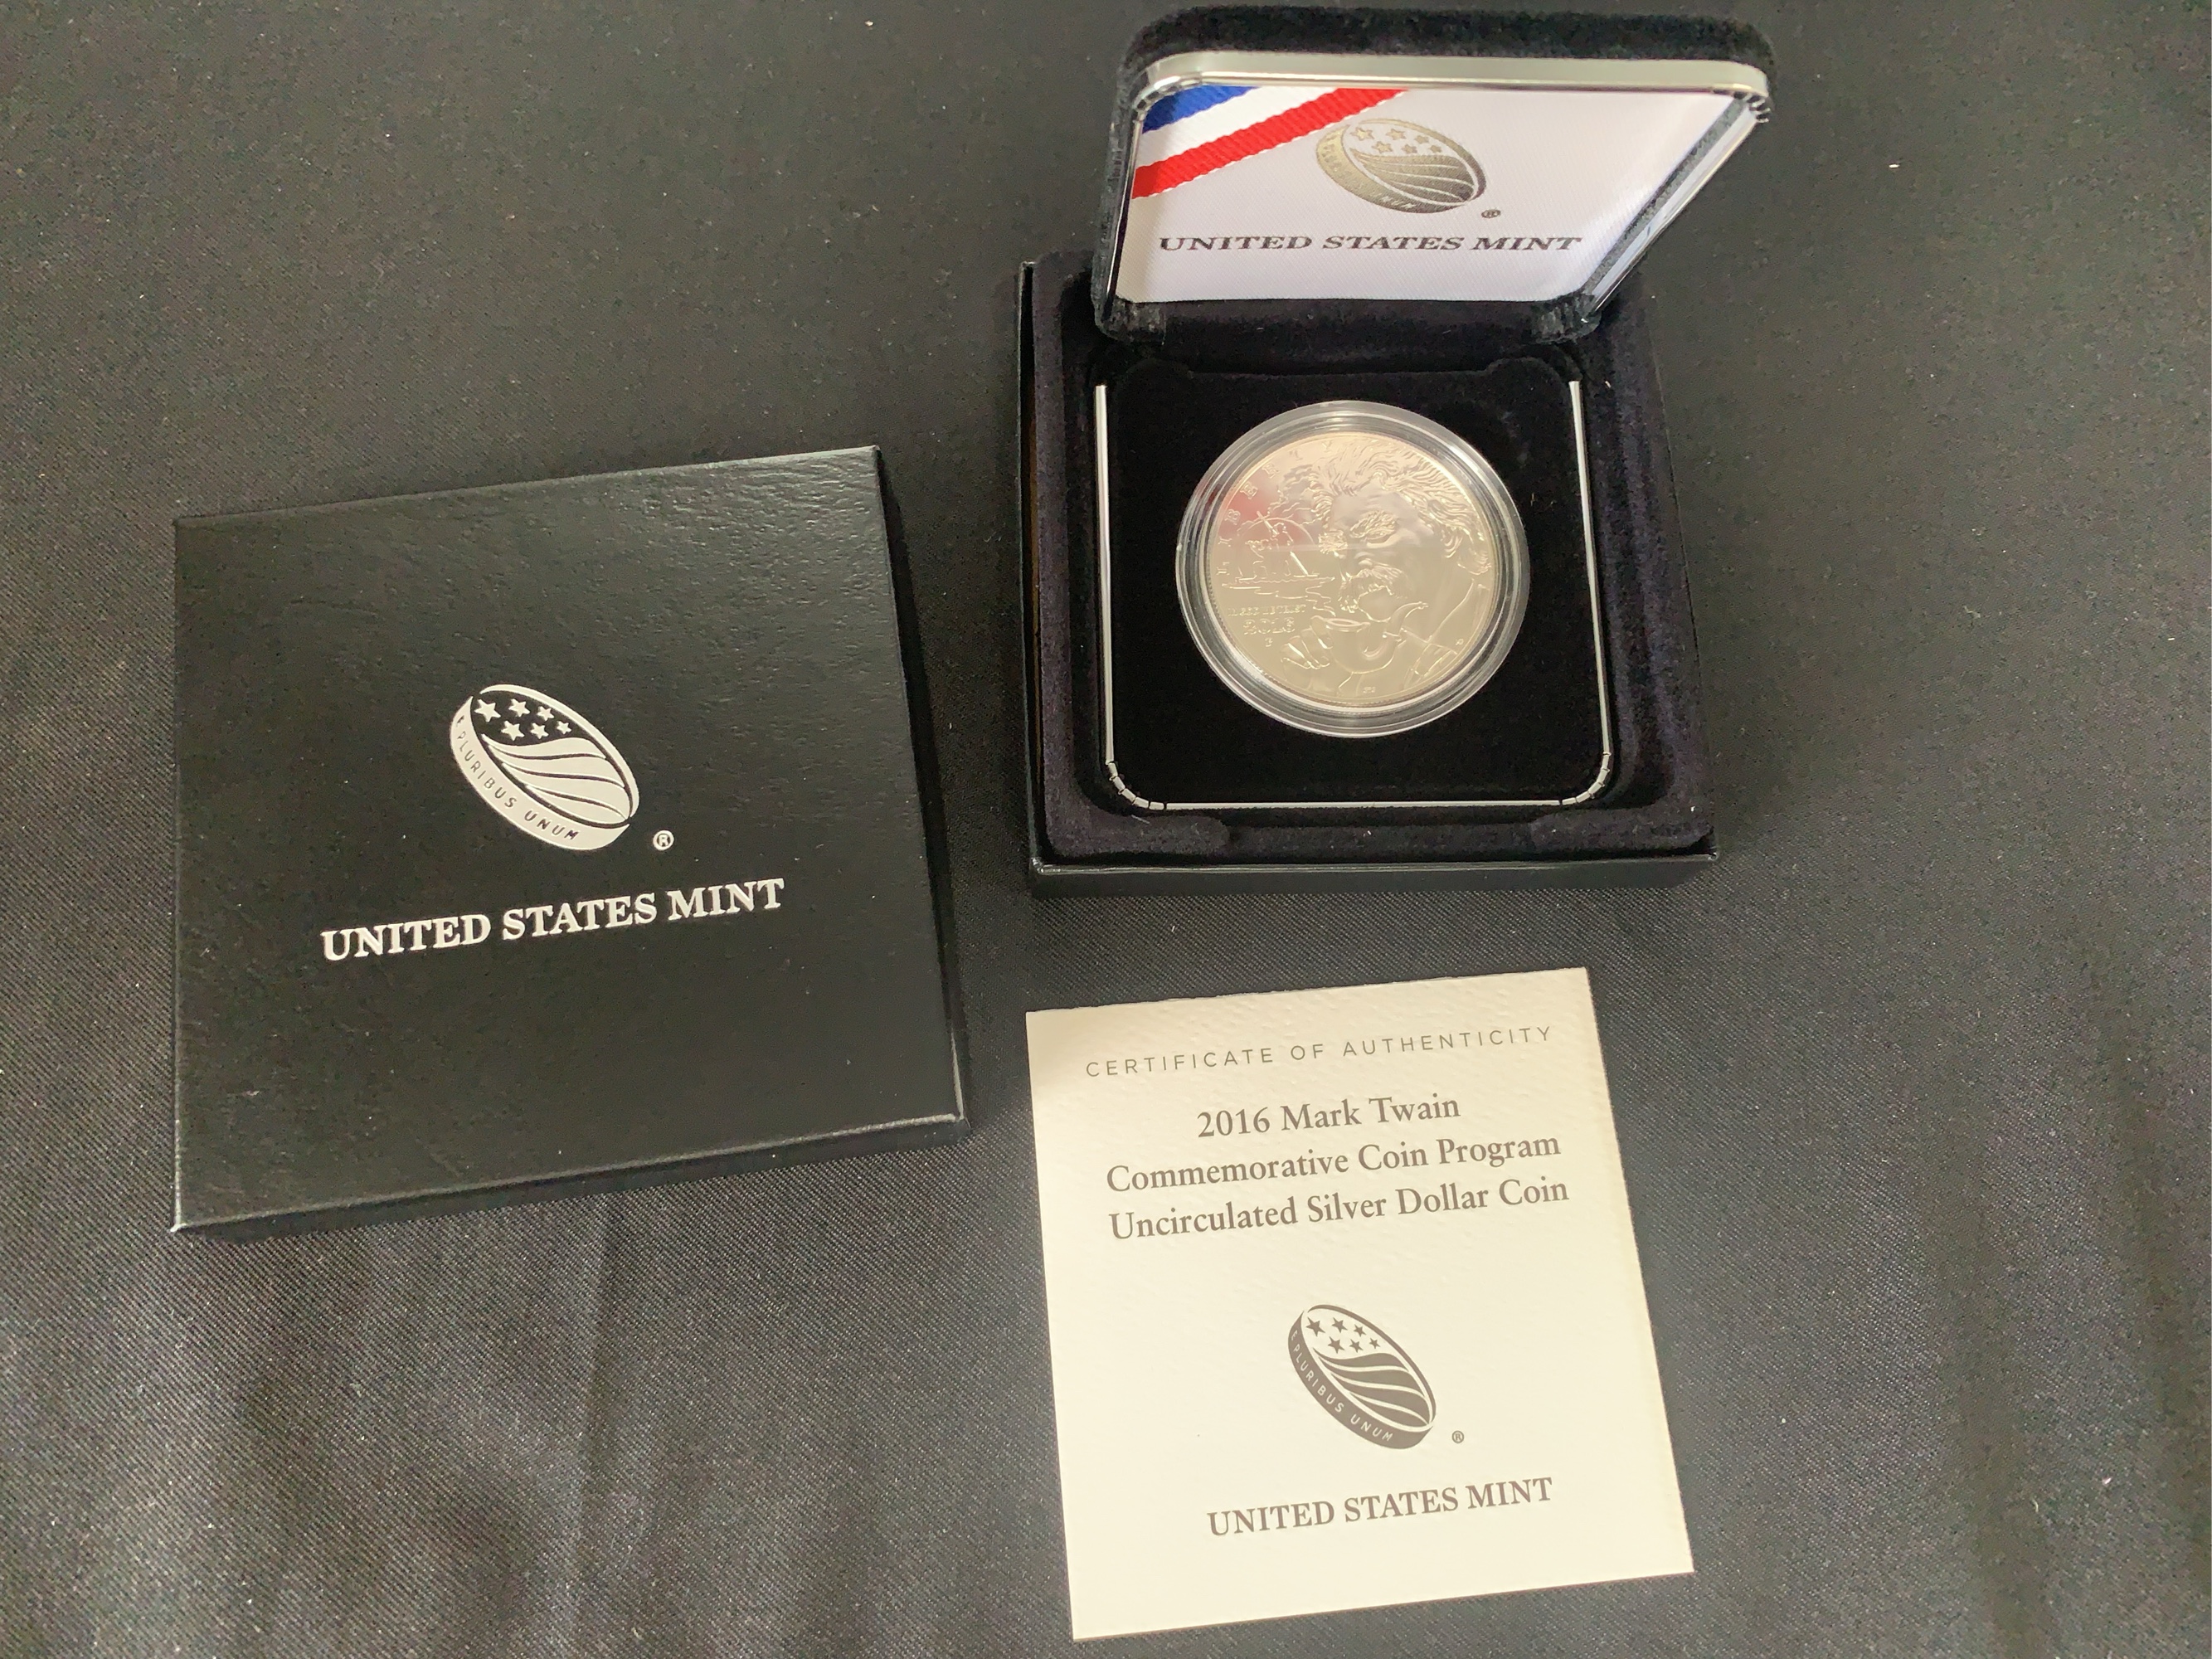 UNITED STATES MINT
®
E PLURIBUS UNUM
®
UNITED STATES MINT
CERTIFICATE OF AUTHENTICITY
2016 Mark Twain
Commemorative Coin Program
Uncirculated Silver Dollar Coin
E PLURIBUS UNUM
®
UNITED STATES MINT